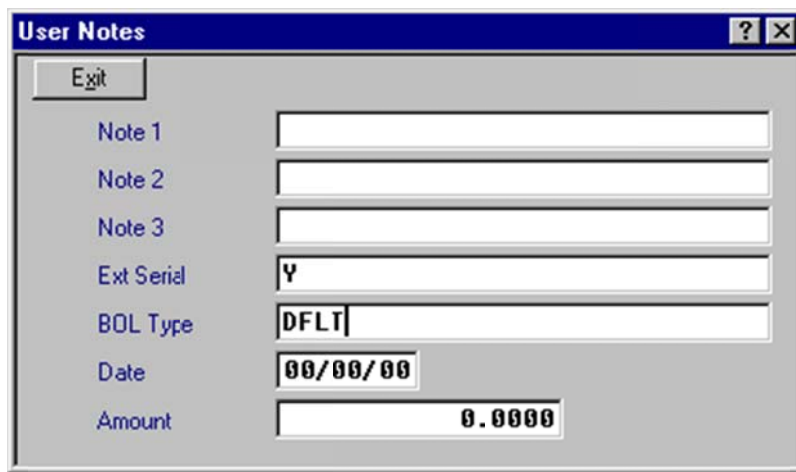 User Notes
Exit
Note 1
Note 2
Note 3
Ext Serial Y
BOL Type DFLT
Date 00/00/00
Amount 0.0000